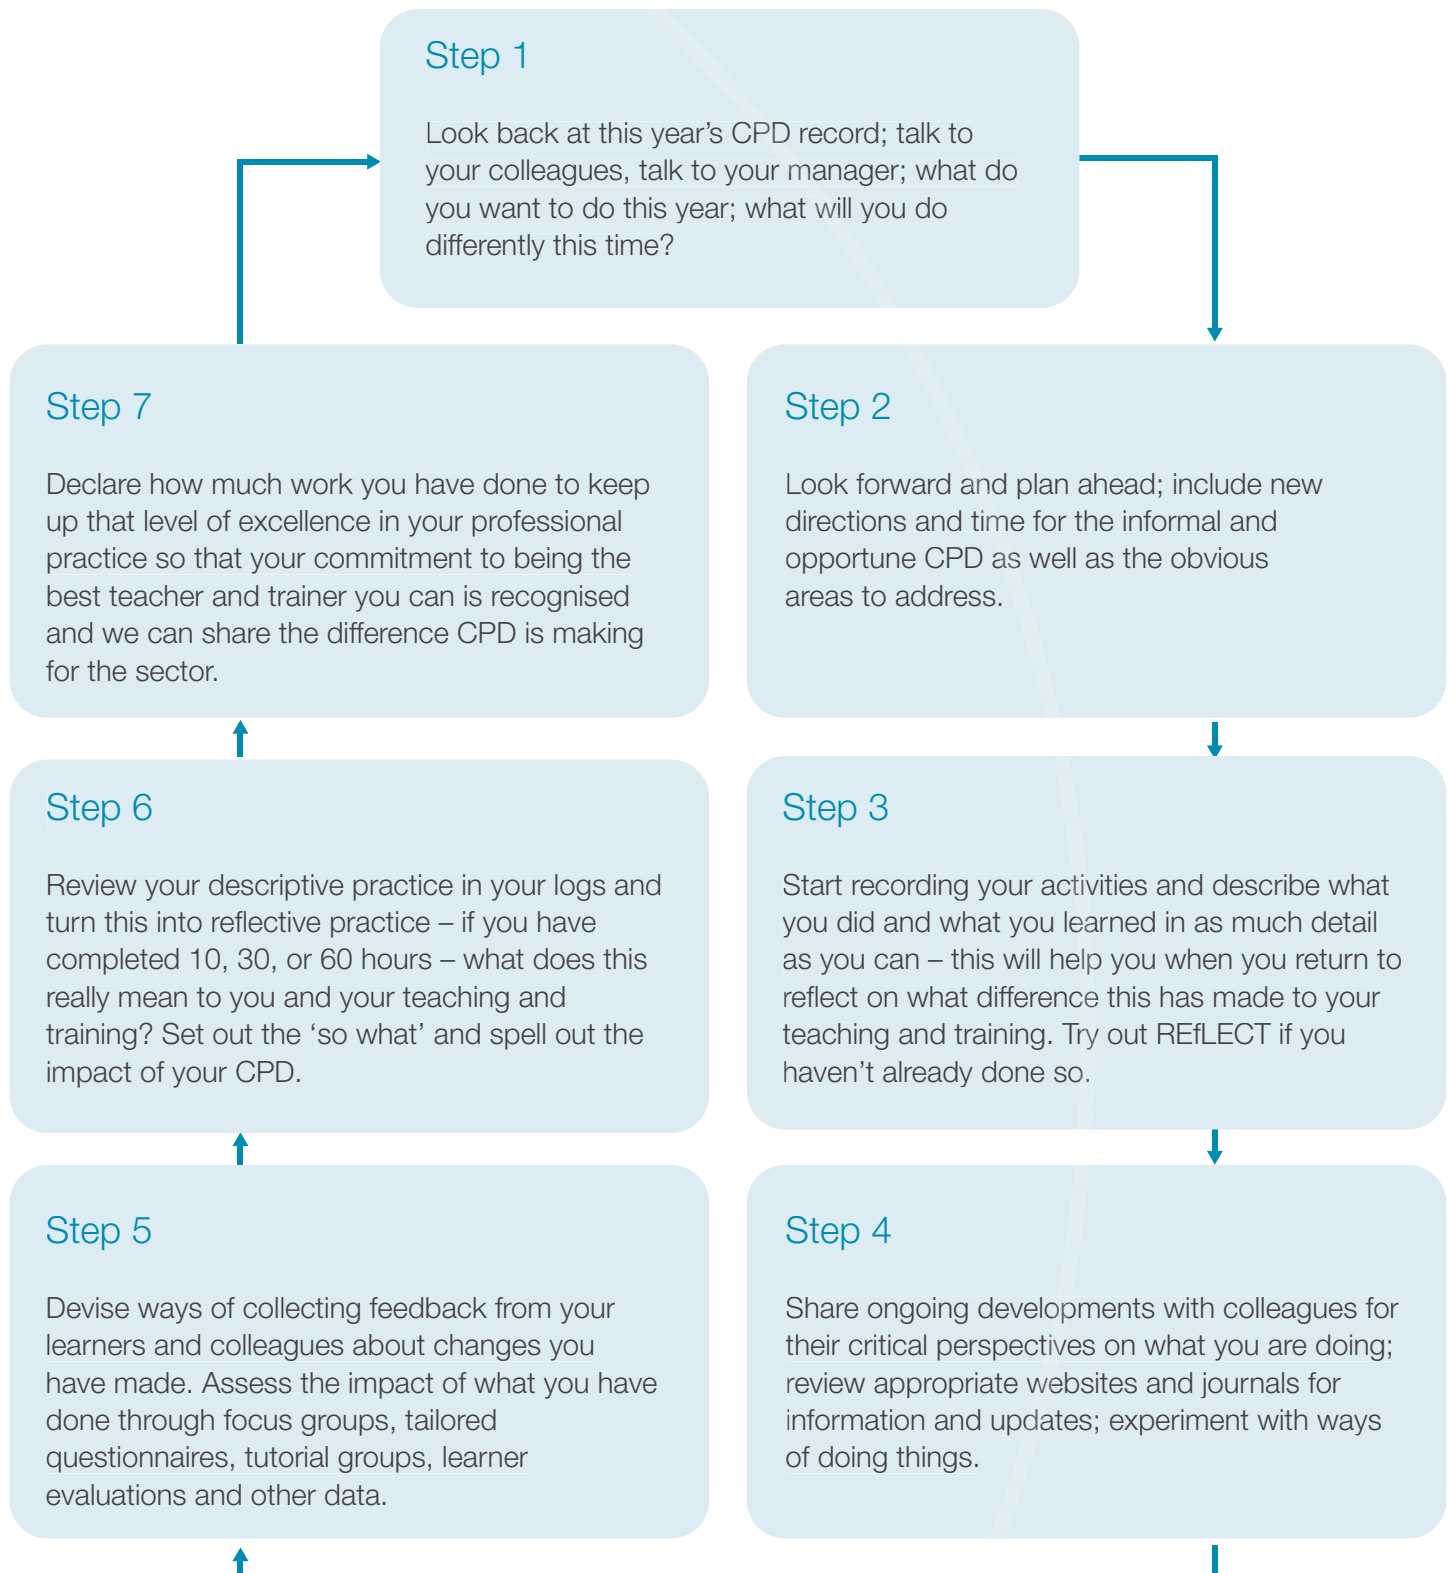 Step 1
Look back at this year’s CPD record; talk to
your colleagues, talk to your manager; what do
you want to do this year; what will you do
differently this time?
Step 2
Look forward and plan ahead; include new
directions and time for the informal and
opportune CPD as well as the obvious
areas to address.
Step 3
Start recording your activities and describe what
you did and what you learned in as much detail
as you can – this will help you when you return to
reflect on what difference this has made to your
teaching and training. Try out REfLECT if you
haven’t already done so.
Step 4
Share ongoing developments with colleagues for
their critical perspectives on what you are doing;
review appropriate websites and journals for
information and updates; experiment with ways
of doing things.
Step 5
Devise ways of collecting feedback from your
learners and colleagues about changes you
have made. Assess the impact of what you have
done through focus groups, tailored
questionnaires, tutorial groups, learner
evaluations and other data.
Step 6
Review your descriptive practice in your logs and
turn this into reflective practice – if you have
completed 10, 30, or 60 hours – what does this
really mean to you and your teaching and
training? Set out the ‘so what’ and spell out the
impact of your CPD.
Step 7
Declare how much work you have done to keep
up that level of excellence in your professional
practice so that your commitment to being the
best teacher and trainer you can is recognised
and we can share the difference CPD is making
for the sector.